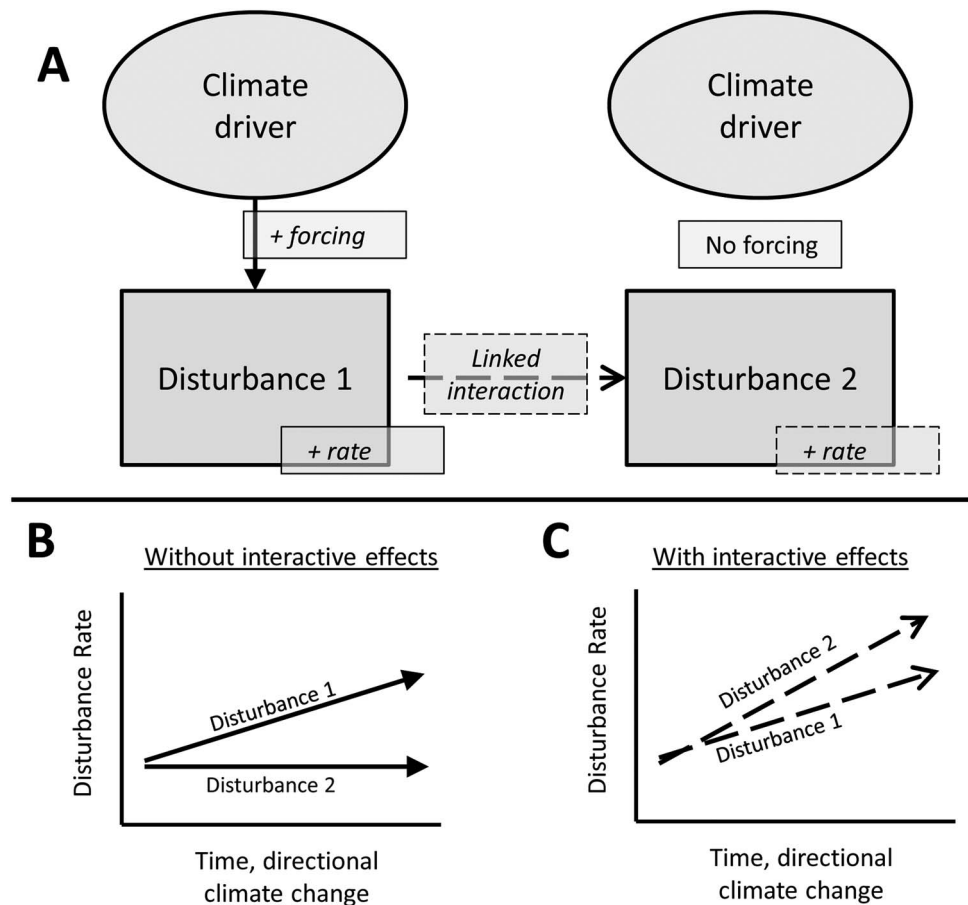 A
Climate
driver
Climate
driver
+ forcing
No forcing
Disturbance 1
Linked
interaction
Disturbance 2
+ rate
+ rate
B
Without interactive effects
Disturbance Rate
Disturbance 1
Disturbance 2
Time, directional
climate change
C
With interactive effects
Disturbance Rate
Disturbance 2
Disturbance 1
Time, directional
climate change